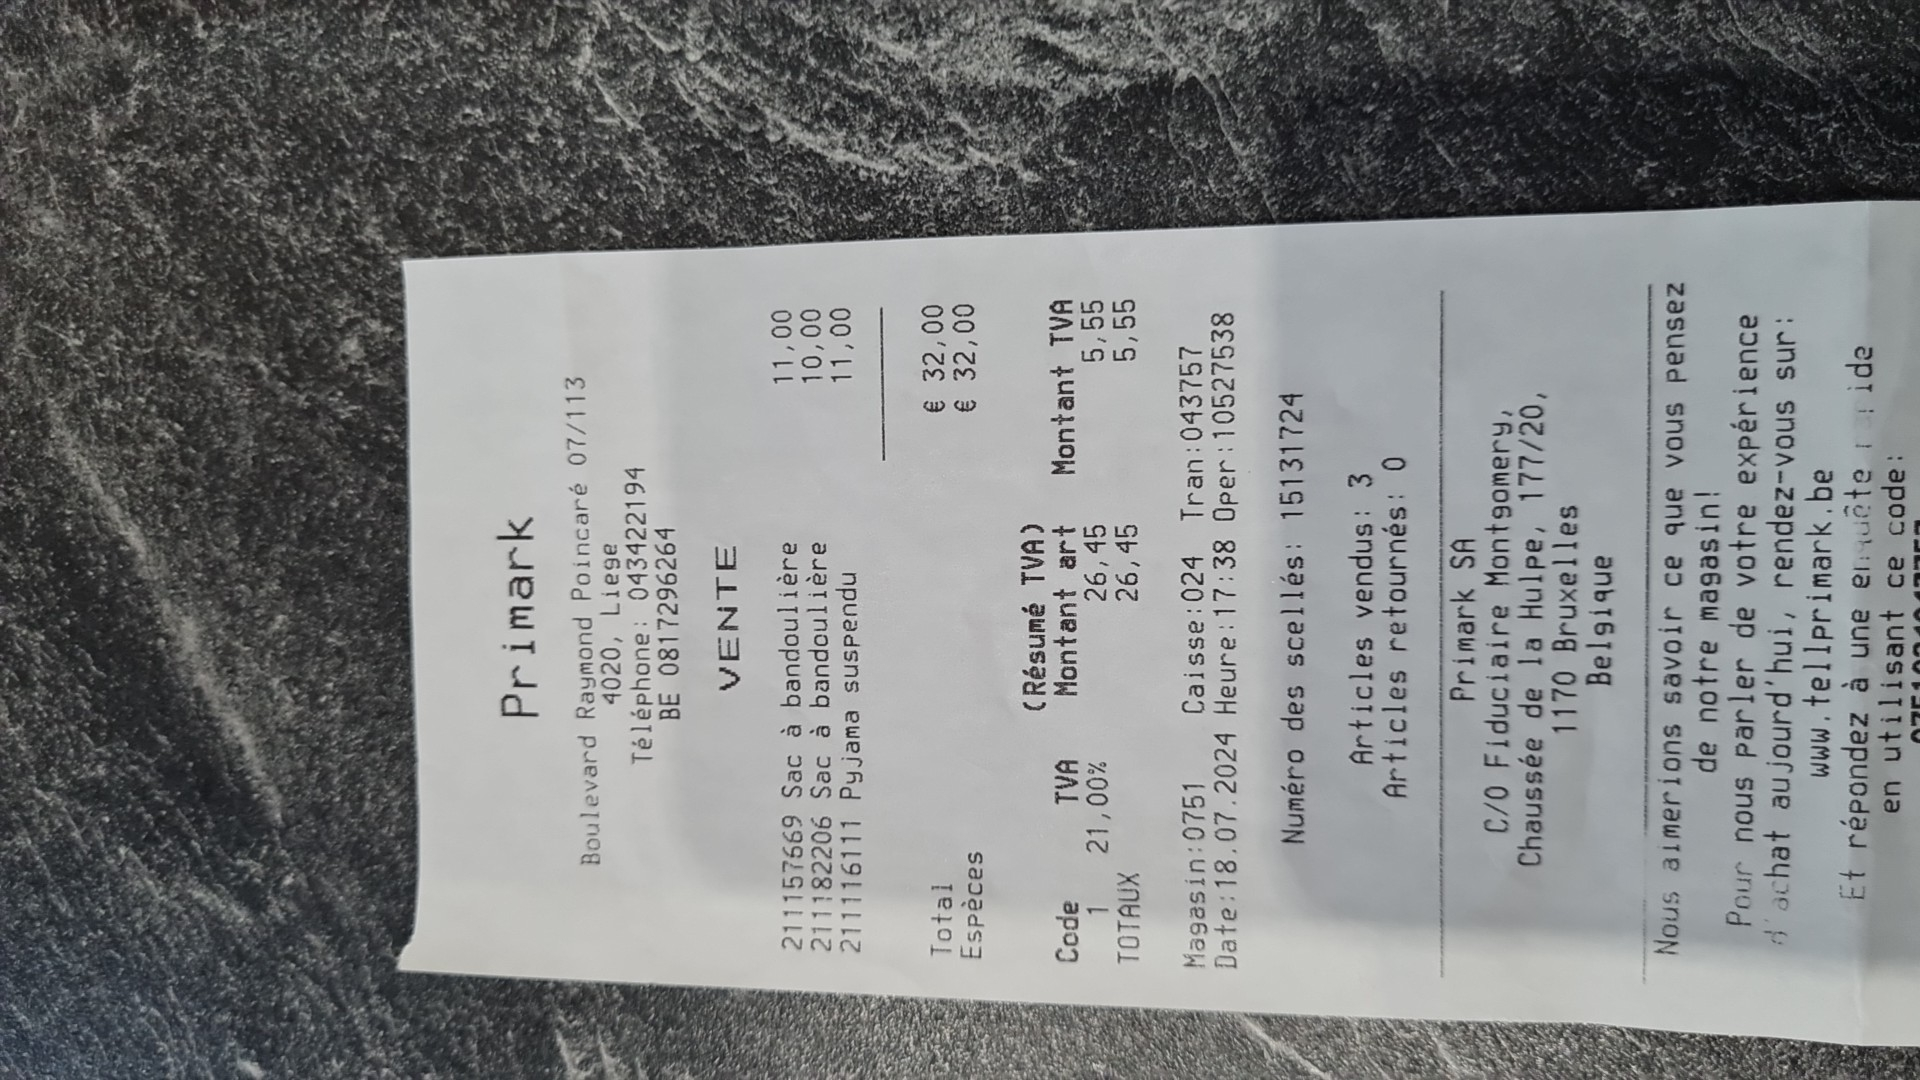 Primark
Boulevard Raymond Poincaré 07/113
4020, Liege
Téléphone: 043422194
BE 0817296264
VENTE
211157669 Sac à bandoulière 11,00
211182206 Sac à bandoulière 10,00
211116111 Pyjama suspendu 11,00
Total € 32,00
Espèces € 32,00
(Résumé TVA)
Code TVA Montant art Montant TVA
1 21,00% 26,45 5,55
TOTAUX 26,45 5,55
Magasin:0751 Caisse:024 Tran:043757
Date:18.07.2024 Heure:17:38 Oper:10527538
Numéro des scellés: 15131724
Articles vendus: 3
Articles retournés: 0
Primark SA
C/O Fiduciaire Montgomery,
Chaussée de la Hulpe, 177/20,
1170 Bruxelles
Belgique
Nous aimerions savoir ce que vous pensez
de notre magasin!
Pour nous parler de votre expérience
d'achat aujourd'hui, rendez-vous sur:
www.tellprimark.be
Et répondez à une enquête
en utilisant ce code: